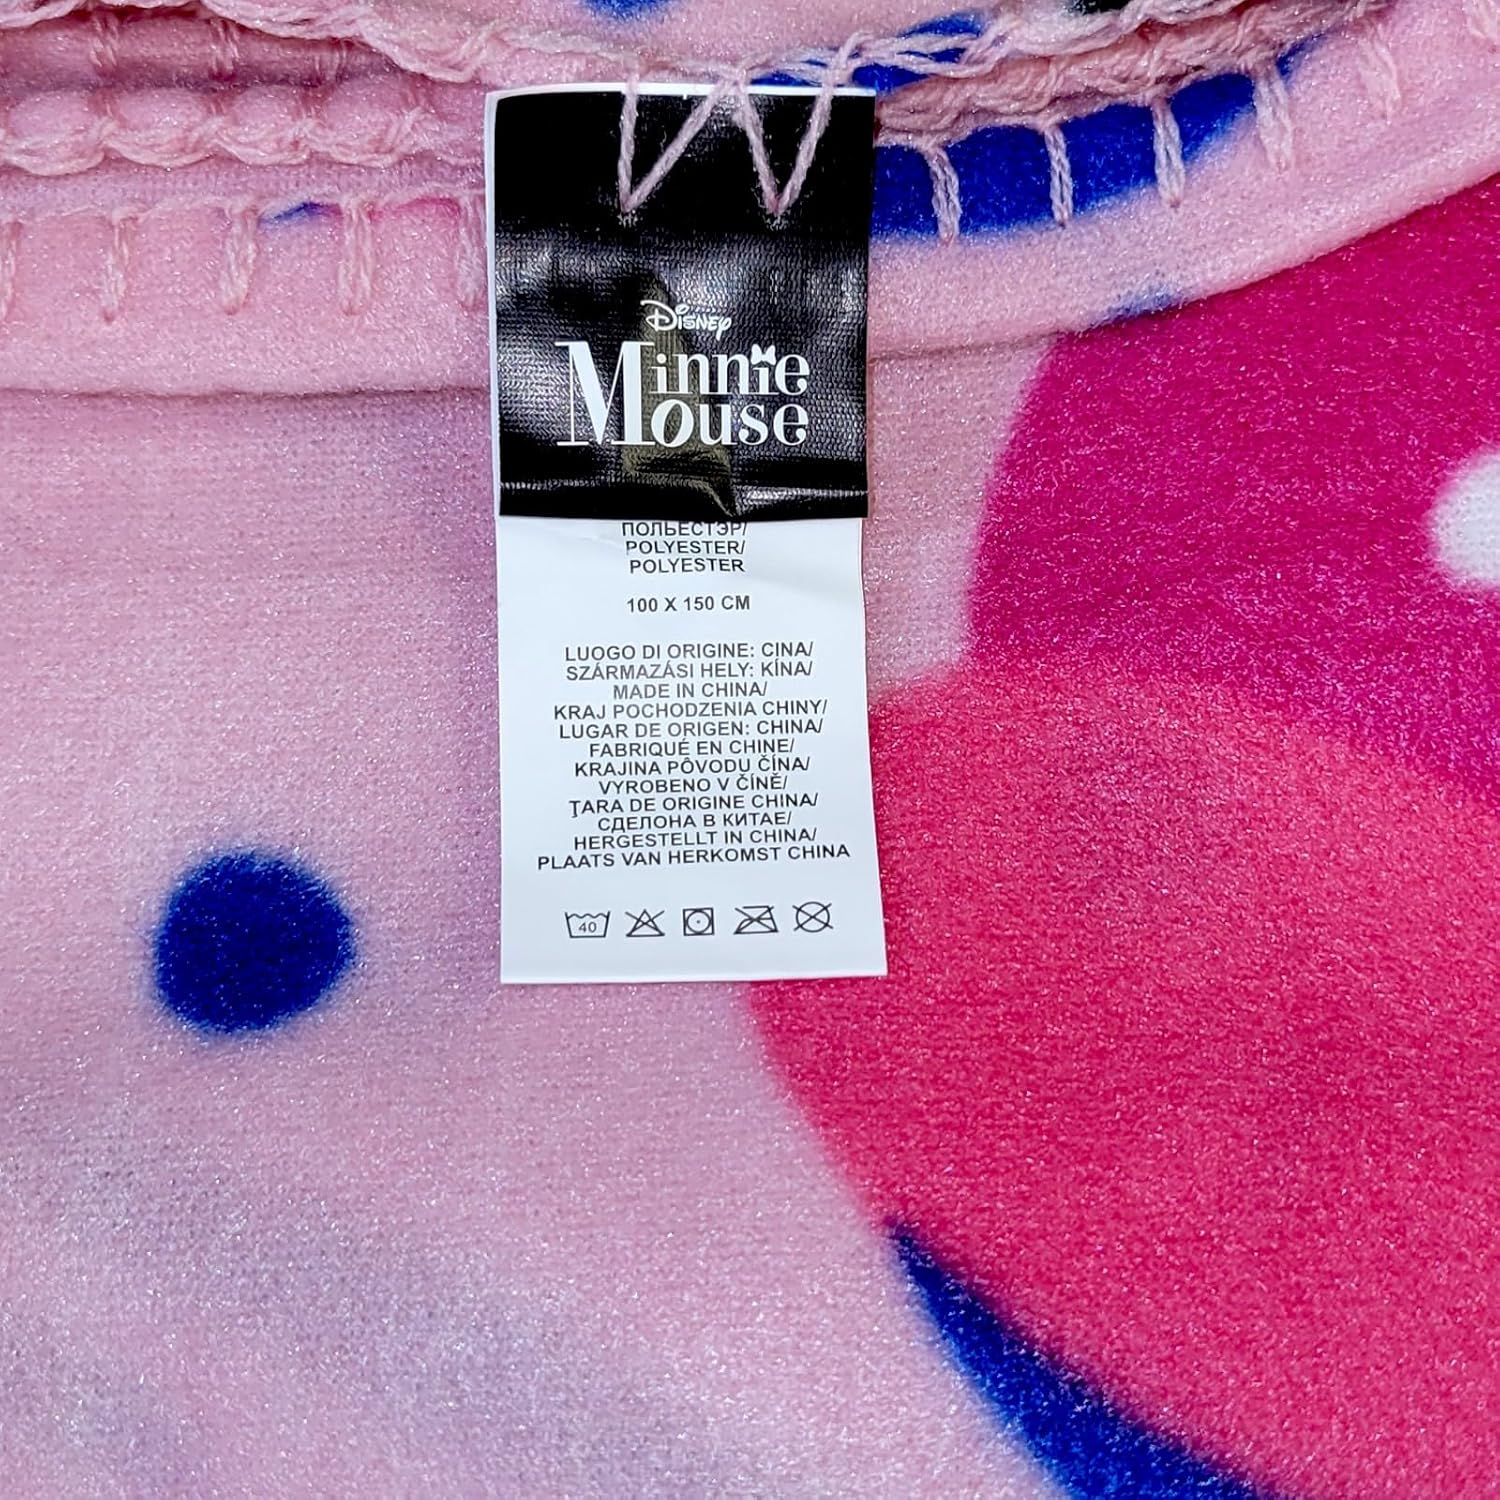 Disney
Minnie
Mouse
ПОЛЬЕСТЭР/
POLYESTER/
POLYESTER
100 X 150 CM
LUOGO DI ORIGINE: CINA/
SZÁRMAZÁSI HELY: KÍNA/
MADE IN CHINA/
KRAJ POCHODZENIA CHINY/
LUGAR DE ORIGEN: CHINA/
FABRIQUÉ EN CHINE/
KRAJINA PÔVODU ČÍNA/
VYROBENO V ČÍNĚ/
ŢARA DE ORIGINE CHINA/
СДЕЛОНА В КИТАЕ/
HERGESTELLT IN CHINA/
PLAATS VAN HERKOMST CHINA
40